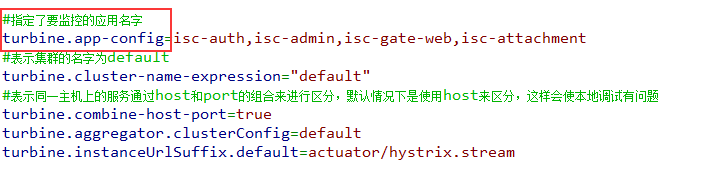 #指定了要监控的应用名字
turbine.app-config=isc-auth,isc-admin,isc-gate-web,isc-attachment
#表示集群的名字为default
turbine.cluster-name-expression="default"
#表示同一主机上的服务通过host和port的组合来进行区分，默认情况下是使用host来区分，这样会使本地调试有问题
turbine.combine-host-port=true
turbine.aggregator.clusterConfig=default
turbine.instanceUrlSuffix.default=actuator/hystrix.stream